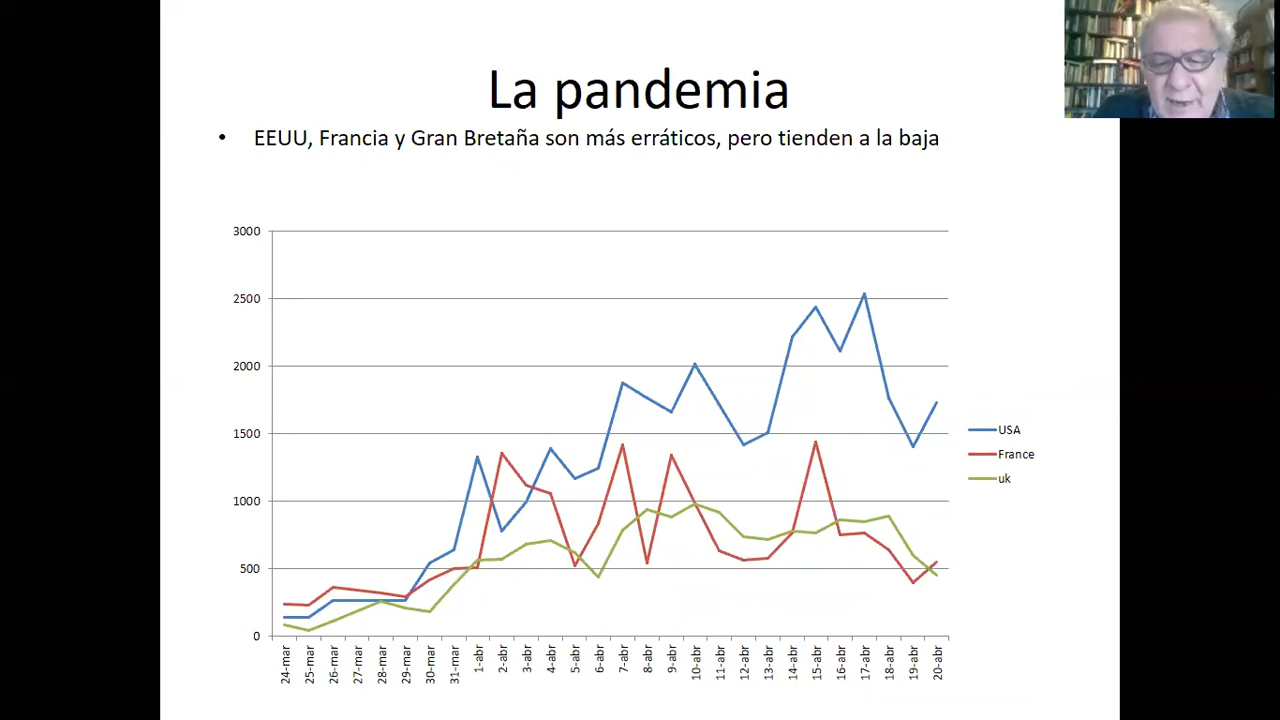 La pandemia
• EEUU, Francia y Gran Bretaña son más erráticos, pero tienden a la baja
3000
2500
2000
1500
1000
500
0
USA
France
uk
24-mar
25-mar
26-mar
27-mar
28-mar
29-mar
30-mar
31-mar
1-abr
2-abr
3-abr
4-abr
5-abr
6-abr
7-abr
8-abr
9-abr
10-abr
11-abr
12-abr
13-abr
14-abr
15-abr
16-abr
17-abr
18-abr
19-abr
20-abr